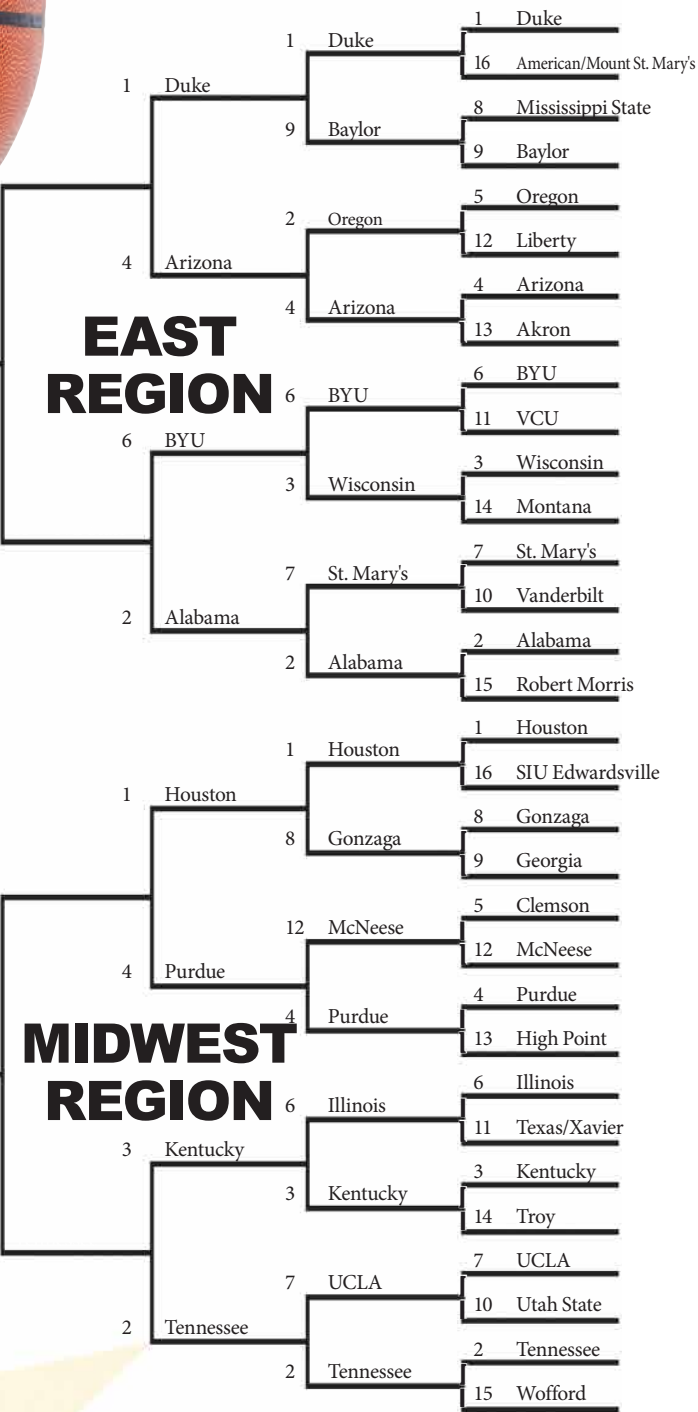 1 Duke
16 American/Mount St. Mary's
8 Mississippi State
9 Baylor
5 Oregon
12 Liberty
4 Arizona
13 Akron
6 BYU
11 VCU
3 Wisconsin
14 Montana
7 St. Mary's
10 Vanderbilt
2 Alabama
15 Robert Morris
1 Duke
9 Baylor
2 Oregon
4 Arizona
6 BYU
3 Wisconsin
7 St. Mary's
2 Alabama
1 Duke
4 Arizona
6 BYU
2 Alabama
EAST
REGION
1 Houston
16 SIU Edwardsville
8 Gonzaga
9 Georgia
5 Clemson
12 McNeese
4 Purdue
13 High Point
6 Illinois
11 Texas/Xavier
3 Kentucky
14 Troy
7 UCLA
10 Utah State
2 Tennessee
15 Wofford
1 Houston
8 Gonzaga
12 McNeese
4 Purdue
6 Illinois
3 Kentucky
7 UCLA
2 Tennessee
1 Houston
4 Purdue
3 Kentucky
2 Tennessee
MIDWEST
REGION